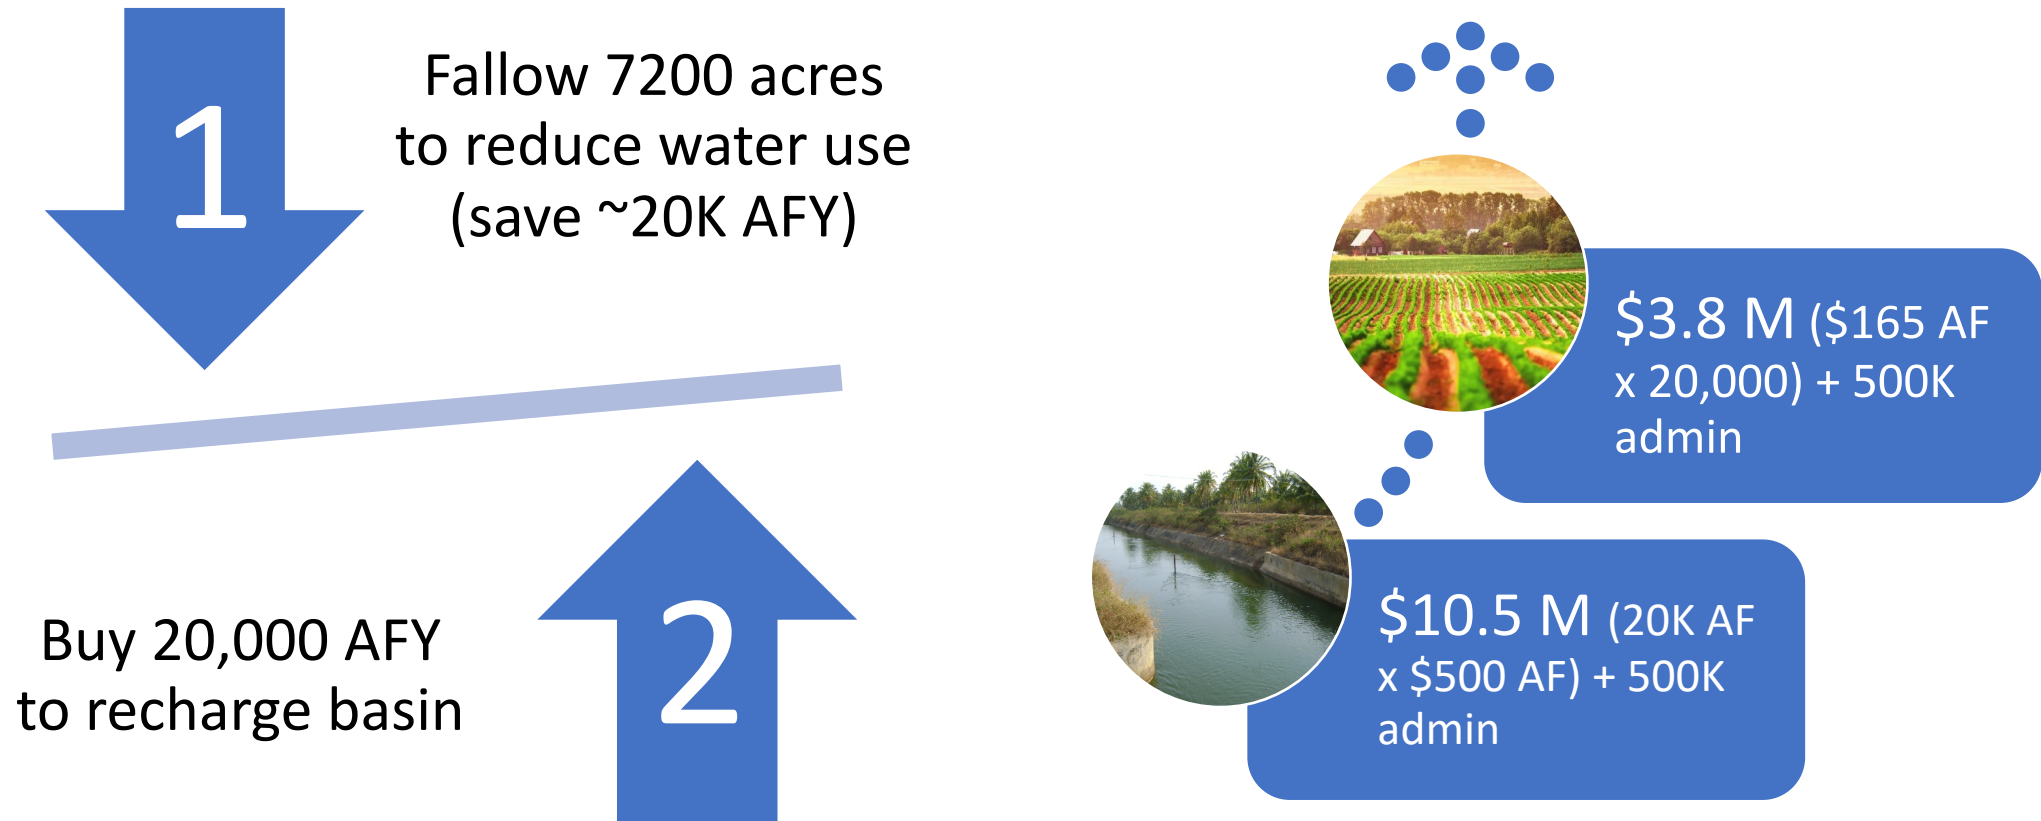 1
Fallow 7200 acres
to reduce water use
(save ~20K AFY)
Buy 20,000 AFY
to recharge basin
2
$3.8 M ($165 AF
x 20,000) + 500K
admin
$10.5 M (20K AF
x $500 AF) + 500K
admin